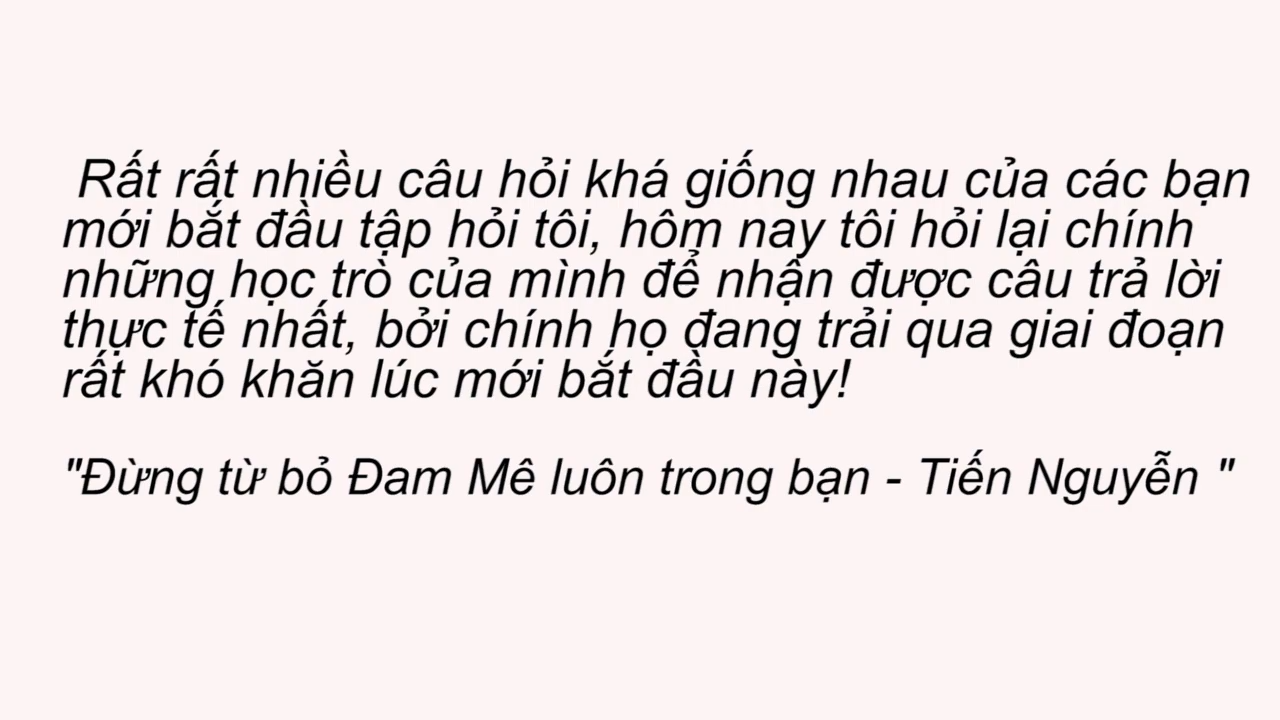 Rất rất nhiều câu hỏi khá giống nhau của các bạn
mới bắt đầu tập hỏi tôi, hôm nay tôi hỏi lại chính
những học trò của mình để nhận được câu trả lời
thực tế nhất, bởi chính họ đang trải qua giai đoạn
rất khó khăn lúc mới bắt đầu này!
"Đừng từ bỏ Đam Mê luôn trong bạn - Tiến Nguyễn "